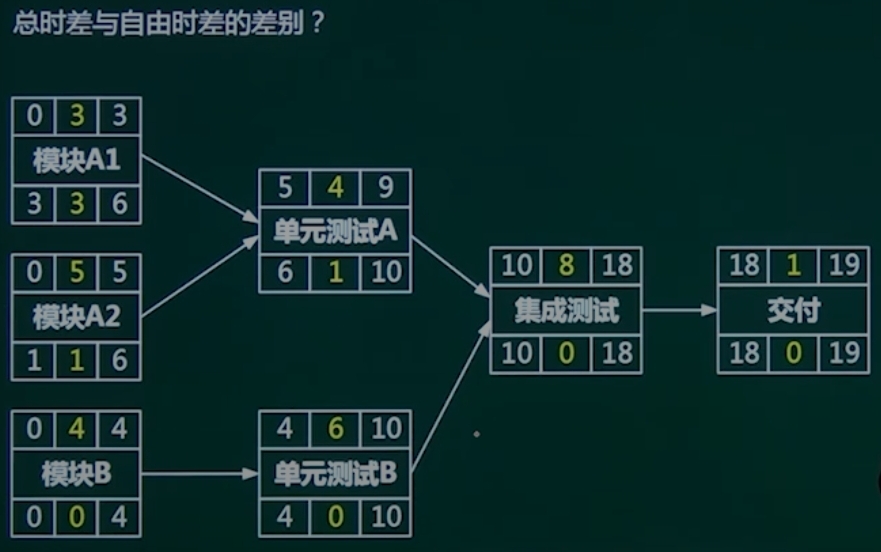 总时差与自由时差的差别？
0 3 3
模块A1
3 3 6
0 5 5
模块A2
1 1 6
0 4 4
模块B
0 0 4
5 4 9
单元测试A
6 1 10
4 6 10
单元测试B
4 0 10
10 8 18
集成测试
10 0 18
18 1 19
交付
18 0 19